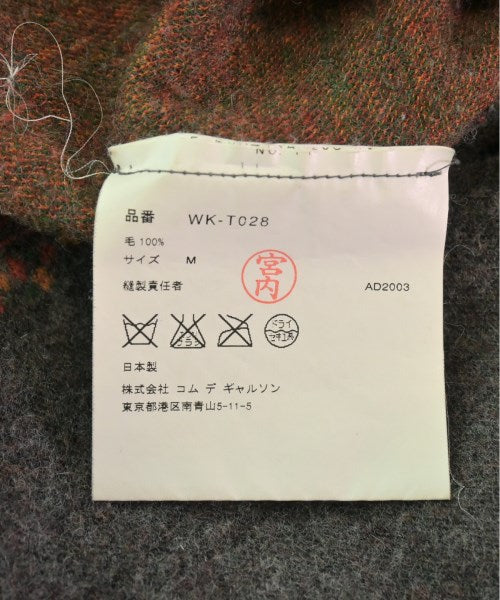 品番 WK-T028
毛 100%
サイズ M
宮内
縫製責任者 AD2003
ドライ
日本製
株式会社 コム デ ギャルソン
東京都港区南青山5-11-5